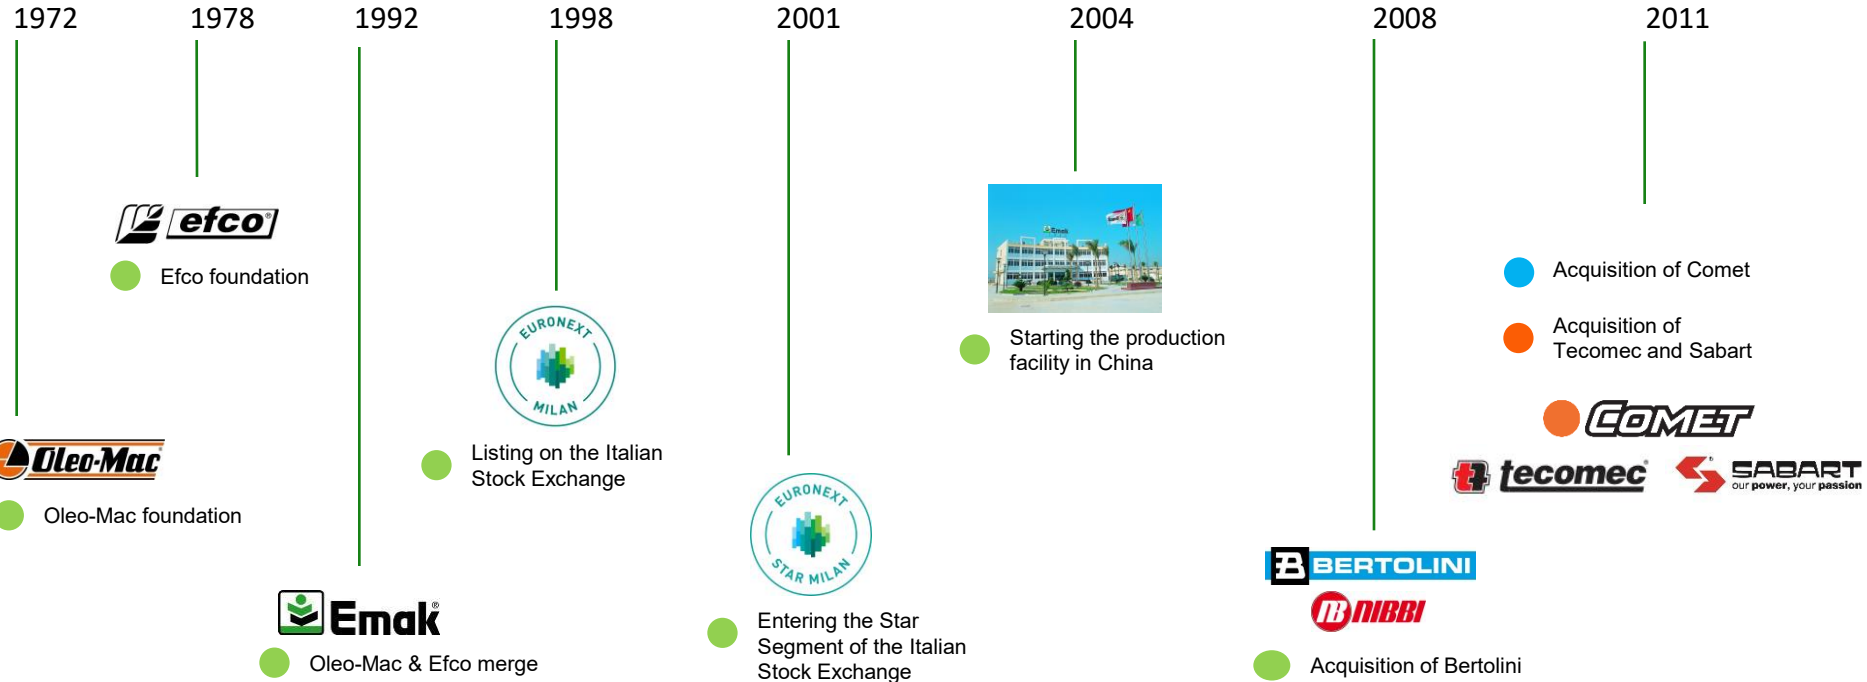 1972
1978
1992
1998
2001
2004
2008
2011
efco®
Efco foundation
Oleo-Mac
Oleo-Mac foundation
Emak®
Oleo-Mac & Efco merge
EURONEXT
MILAN
Listing on the Italian
Stock Exchange
EURONEXT
STAR MILAN
Entering the Star
Segment of the Italian
Stock Exchange
Emak
Starting the production
facility in China
B BERTOLINI
NIBBI
Acquisition of Bertolini
Acquisition of Comet
Acquisition of
Tecomec and Sabart
COMET
tecomec®
SABART
our power, your passion